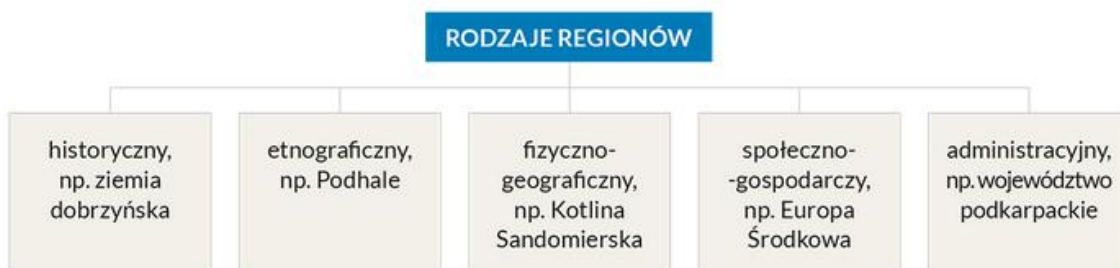 RODZAJE REGIONÓW
historyczny,
np. ziemia
dobrzyńska
etnograficzny,
np. Podhale
fizyczno-
geograficzny,
np. Kotlina
Sandomierska
społeczno-
-gospodarczy,
np. Europa
Środkowa
administracyjny,
np. województwo
podkarpackie